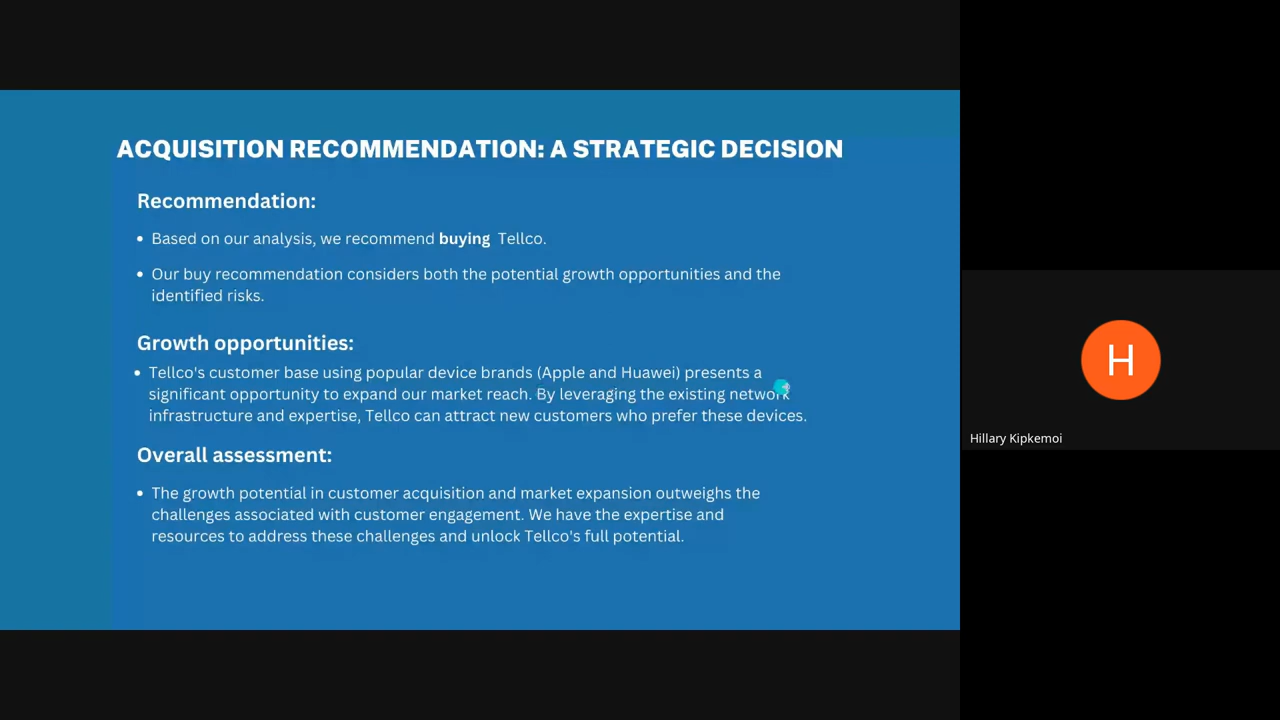 ACQUISITION RECOMMENDATION: A STRATEGIC DECISION
Recommendation:
• Based on our analysis, we recommend buying Tellco.
• Our buy recommendation considers both the potential growth opportunities and the
identified risks.
Growth opportunities:
• Tellco's customer base using popular device brands (Apple and Huawei) presents a
significant opportunity to expand our market reach. By leveraging the existing network
infrastructure and expertise, Tellco can attract new customers who prefer these devices.
Overall assessment:
• The growth potential in customer acquisition and market expansion outweighs the
challenges associated with customer engagement. We have the expertise and
resources to address these challenges and unlock Tellco's full potential.
H
Hillary Kipkemoi